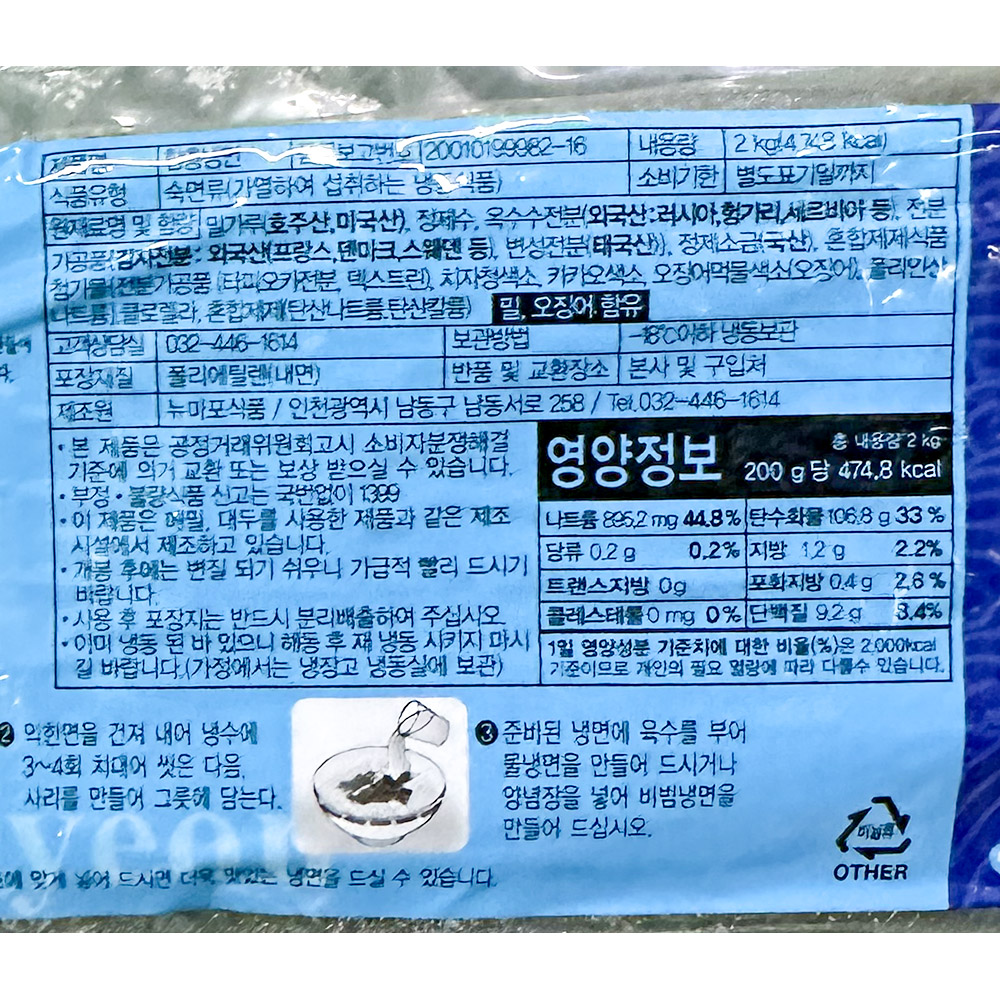 제품명 함흥냉면 품목보고번호 20010199982-16 내용량 2 kg(4,748 kcal)
식품유형 숙면류(가열하여 섭취하는 냉동식품) 소비기한 별도표기일까지
원재료명 및 함량 밀가루(호주산,미국산), 정제수, 옥수수전분(외국산:러시아,헝가리,세르비아 등), 전분
가공품(감자전분: 외국산(프랑스,덴마크,스웨덴 등), 변성전분(태국산)), 정제소금(국산), 혼합제제식품
첨가물(전분가공품 (타피오카전분, 덱스트린), 치자청색소, 카카오색소, 오징어먹물색소(오징어), 폴리인산
나트륨),클로렐라, 혼합제제(탄산나트륨,탄산칼륨) 밀, 오징어 함유
고객상담실 032-446-1614 보관방법 -18℃이하 냉동보관
포장재질 폴리에틸렌(내면) 반품 및 교환장소 본사 및 구입처
제조원 뉴마포식품 / 인천광역시 남동구 남동서로 258 / Tel.032-446-1614
• 본 제품은 공정거래위원회고시 소비자분쟁해결
기준에 의거 교환 또는 보상 받으실 수 있습니다.
• 부정 · 불량식품 신고는 국번없이 1399
• 이 제품은 메밀, 대두를 사용한 제품과 같은 제조
시설에서 제조하고 있습니다.
• 개봉 후에는 변질 되기 쉬우니 가급적 빨리 드시기
바랍니다.
• 사용 후 포장지는 반드시 분리배출하여 주십시오.
• 이미 냉동 된 바 있으니 해동 후 재 냉동 시키지 마시
길 바랍니다.(가정에서는 냉장고 냉동실에 보관)
영양정보 총 내용량 2 kg
200 g 당 474.8 kcal
나트륨 895.2 mg 44.8% 탄수화물 106.8 g 33 %
당류 0.2 g 0.2% 지방 1.2 g 2.2%
트랜스지방 0g 포화지방 0.4 g 2.6 %
콜레스테롤 0 mg 0% 단백질 9.2 g 8.4%
1일 영양성분 기준치에 대한 비율(%)은 2,000kcal
기준이므로 개인의 필요 열량에 따라 다를수 있습니다.
❷ 익힌면을 건져 내어 냉수에
3~4회 치대어 씻은 다음,
사리를 만들어 그릇에 담는다.
❸ 준비된 냉면에 육수를 부어
물냉면을 만들어 드시거나
양념장을 넣어 비빔냉면을
만들어 드십시오.
yeon
에 맞게 넣어 드시면 더욱 맛있는 냉면을 드실 수 있습니다.
비닐류
OTHER